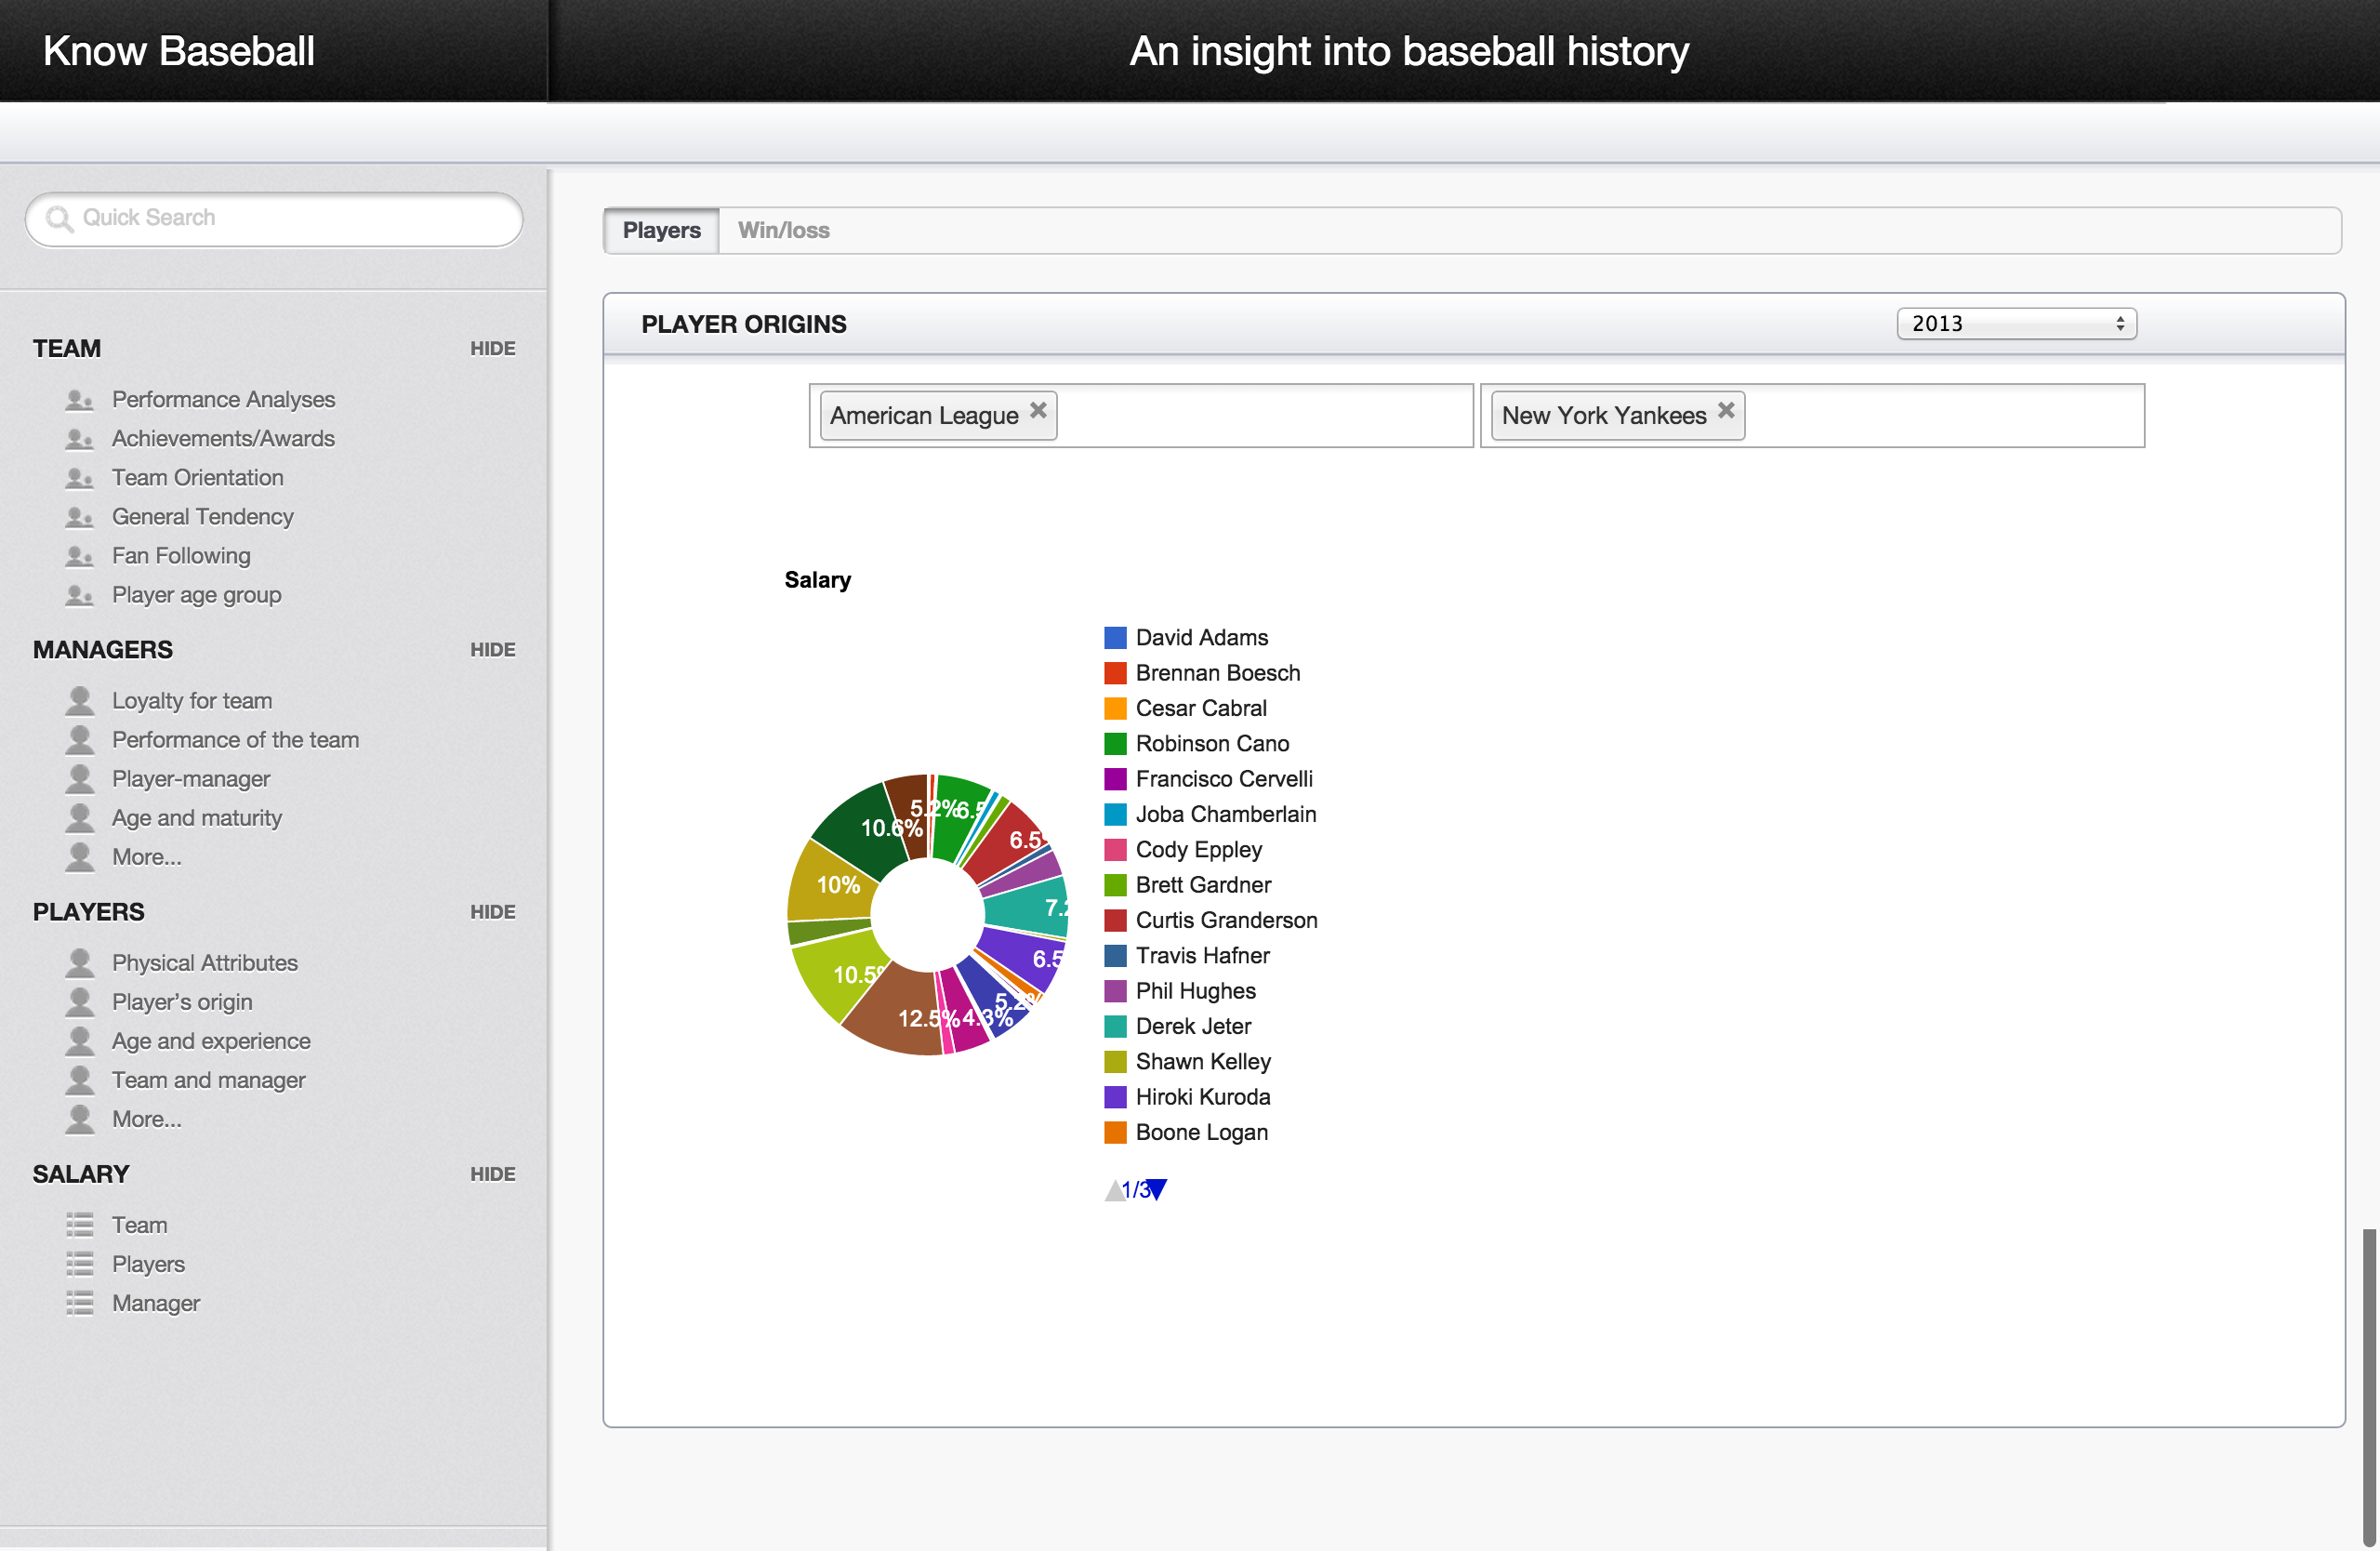 Know Baseball
An insight into baseball history
Quick Search
TEAM HIDE
Performance Analyses
Achievements/Awards
Team Orientation
General Tendency
Fan Following
Player age group
MANAGERS HIDE
Loyalty for team
Performance of the team
Player-manager
Age and maturity
More...
PLAYERS HIDE
Physical Attributes
Player's origin
Age and experience
Team and manager
More...
SALARY HIDE
Team
Players
Manager
Players Win/loss
PLAYER ORIGINS 2013
American League New York Yankees
Salary
5.2%
10.6%
10%
10.5%
12.5%
4.3%
5.2%
6.5
7.2
6.5
6.5
David Adams
Brennan Boesch
Cesar Cabral
Robinson Cano
Francisco Cervelli
Joba Chamberlain
Cody Eppley
Brett Gardner
Curtis Granderson
Travis Hafner
Phil Hughes
Derek Jeter
Shawn Kelley
Hiroki Kuroda
Boone Logan
1/3